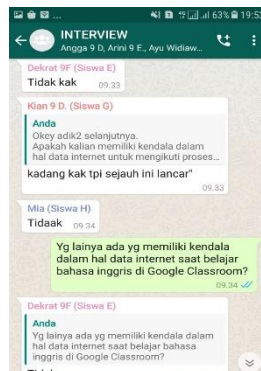 63% 19:5
INTERVIEW
Angga 9 D, Arini 9 E., Ayu Widiaw...
Dekrat 9F (Siswa E)
Tidak kak 09.33
Kian 9 D. (Siswa G)
Anda
Okey adik2 selanjutnya.
Apakah kalian memiliki kendala dalam
hal data internet untuk mengikuti proses...
kadang kak tpi sejauh ini lancar"
09.33
Mia (Siswa H)
Tidaak 09.34
Yg lainya ada yg memiliki kendala
dalam hal data internet saat belajar
bahasa inggris di Google Classroom?
09.34
Dekrat 9F (Siswa E)
Anda
Yg lainya ada yg memiliki kendala dalam
hal data internet saat belajar bahasa
inggris di Google Classroom?